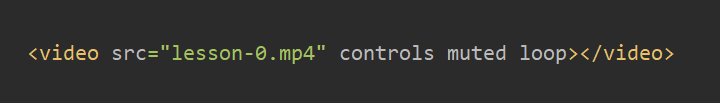 <video src="lesson-0.mp4" controls muted loop></video>